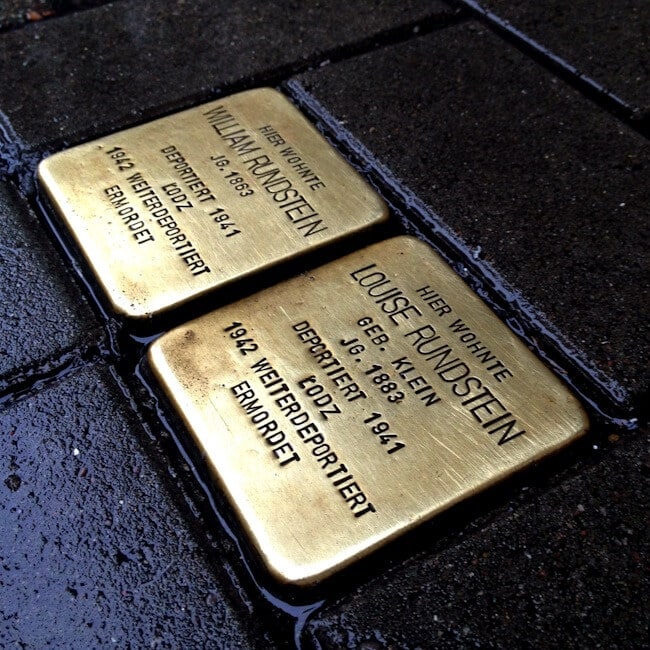 HIER WOHNTE
WILLIAM RUNDSTEIN
JG. 1863
DEPORTIERT 1941
ŁODZ
1942 WEITERDEPORTIERT
ERMORDET
HIER WOHNTE
LOUISE RUNDSTEIN
GEB. KLEIN
JG. 1883
DEPORTIERT 1941
ŁODZ
1942 WEITERDEPORTIERT
ERMORDET